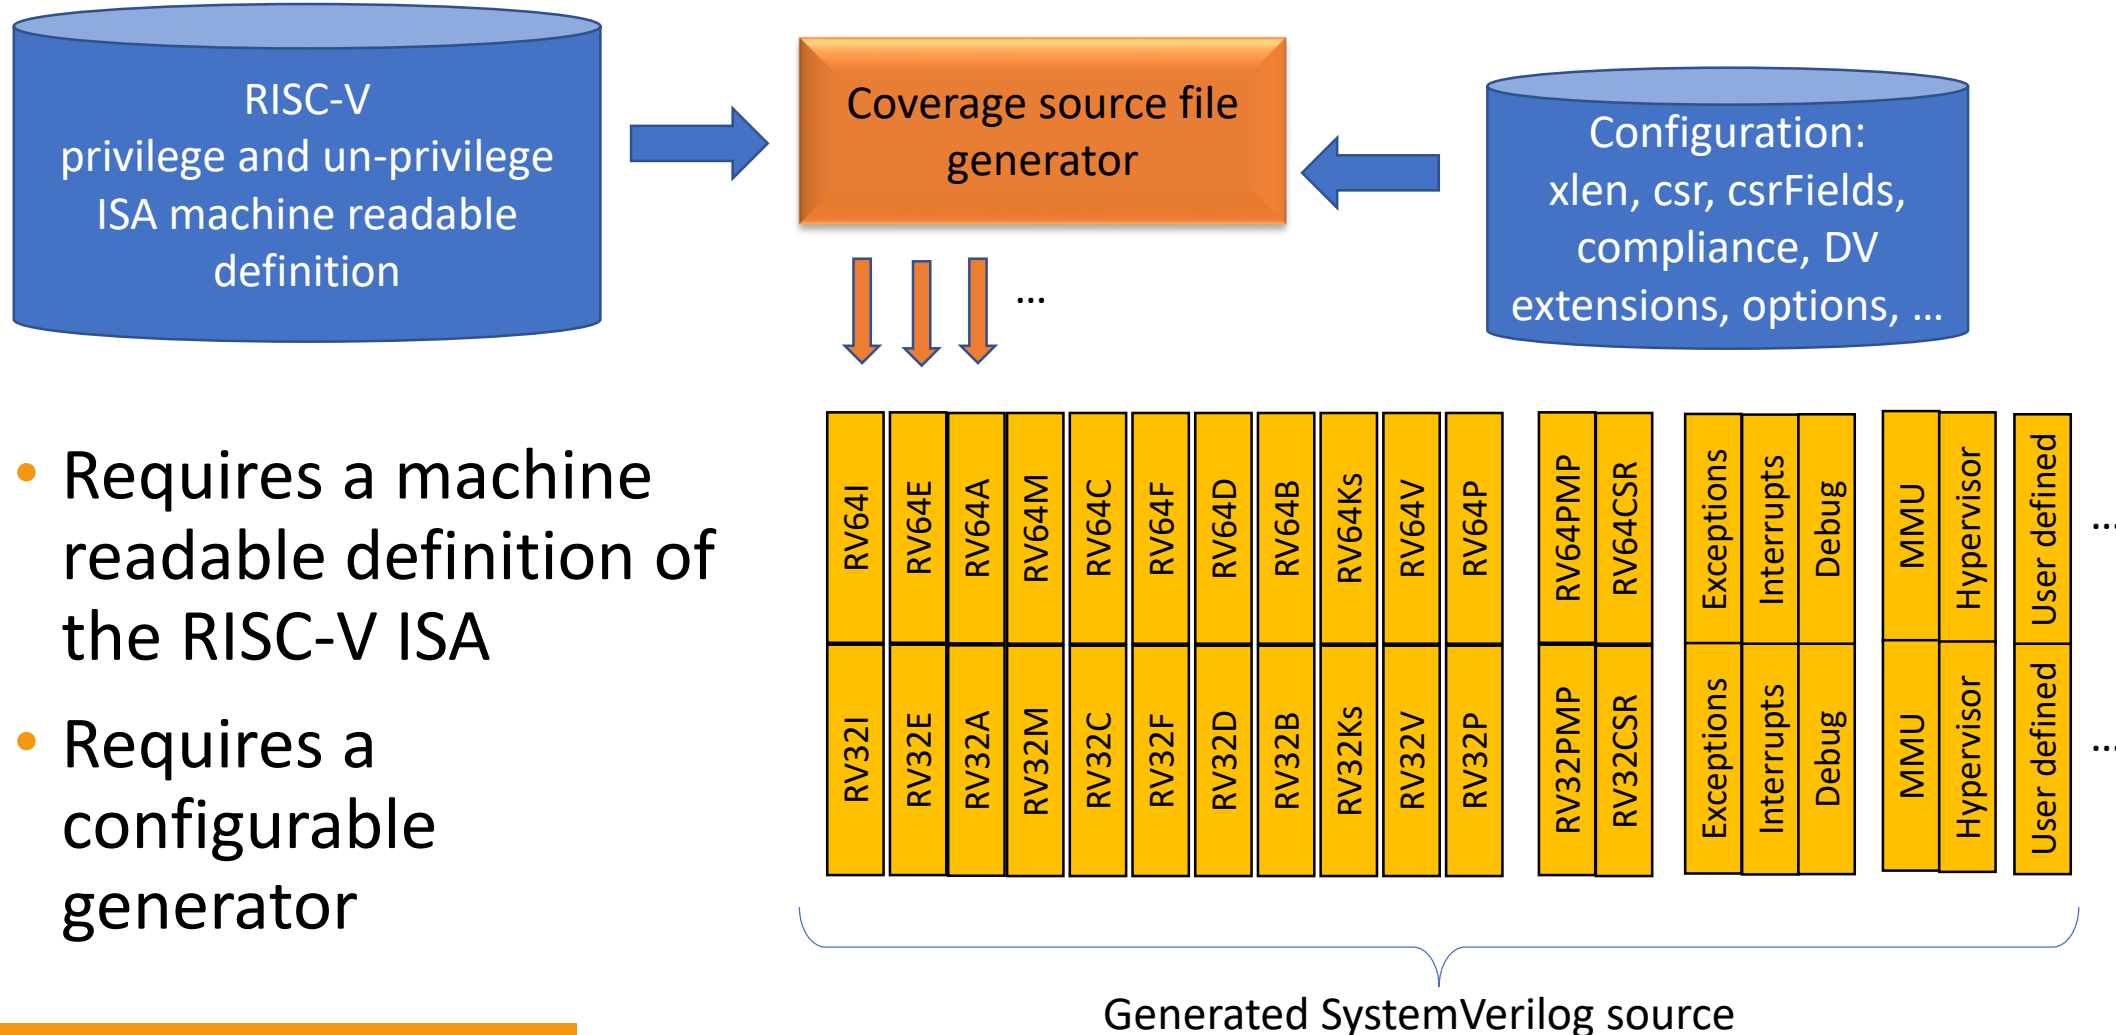 RISC-V
privilege and un-privilege
ISA machine readable
definition
Coverage source file
generator
Configuration:
xlen, csr, csrFields,
compliance, DV
extensions, options, ...
...
• Requires a machine
readable definition of
the RISC-V ISA
• Requires a
configurable
generator
RV64I
RV64E
RV64A
RV64M
RV64C
RV64F
RV64D
RV64B
RV64Ks
RV64V
RV64P
RV64PMP
RV64CSR
Exceptions
Interrupts
Debug
MMU
Hypervisor
User defined
...
RV32I
RV32E
RV32A
RV32M
RV32C
RV32F
RV32D
RV32B
RV32Ks
RV32V
RV32P
RV32PMP
RV32CSR
Exceptions
Interrupts
Debug
MMU
Hypervisor
User defined
...
Generated SystemVerilog source